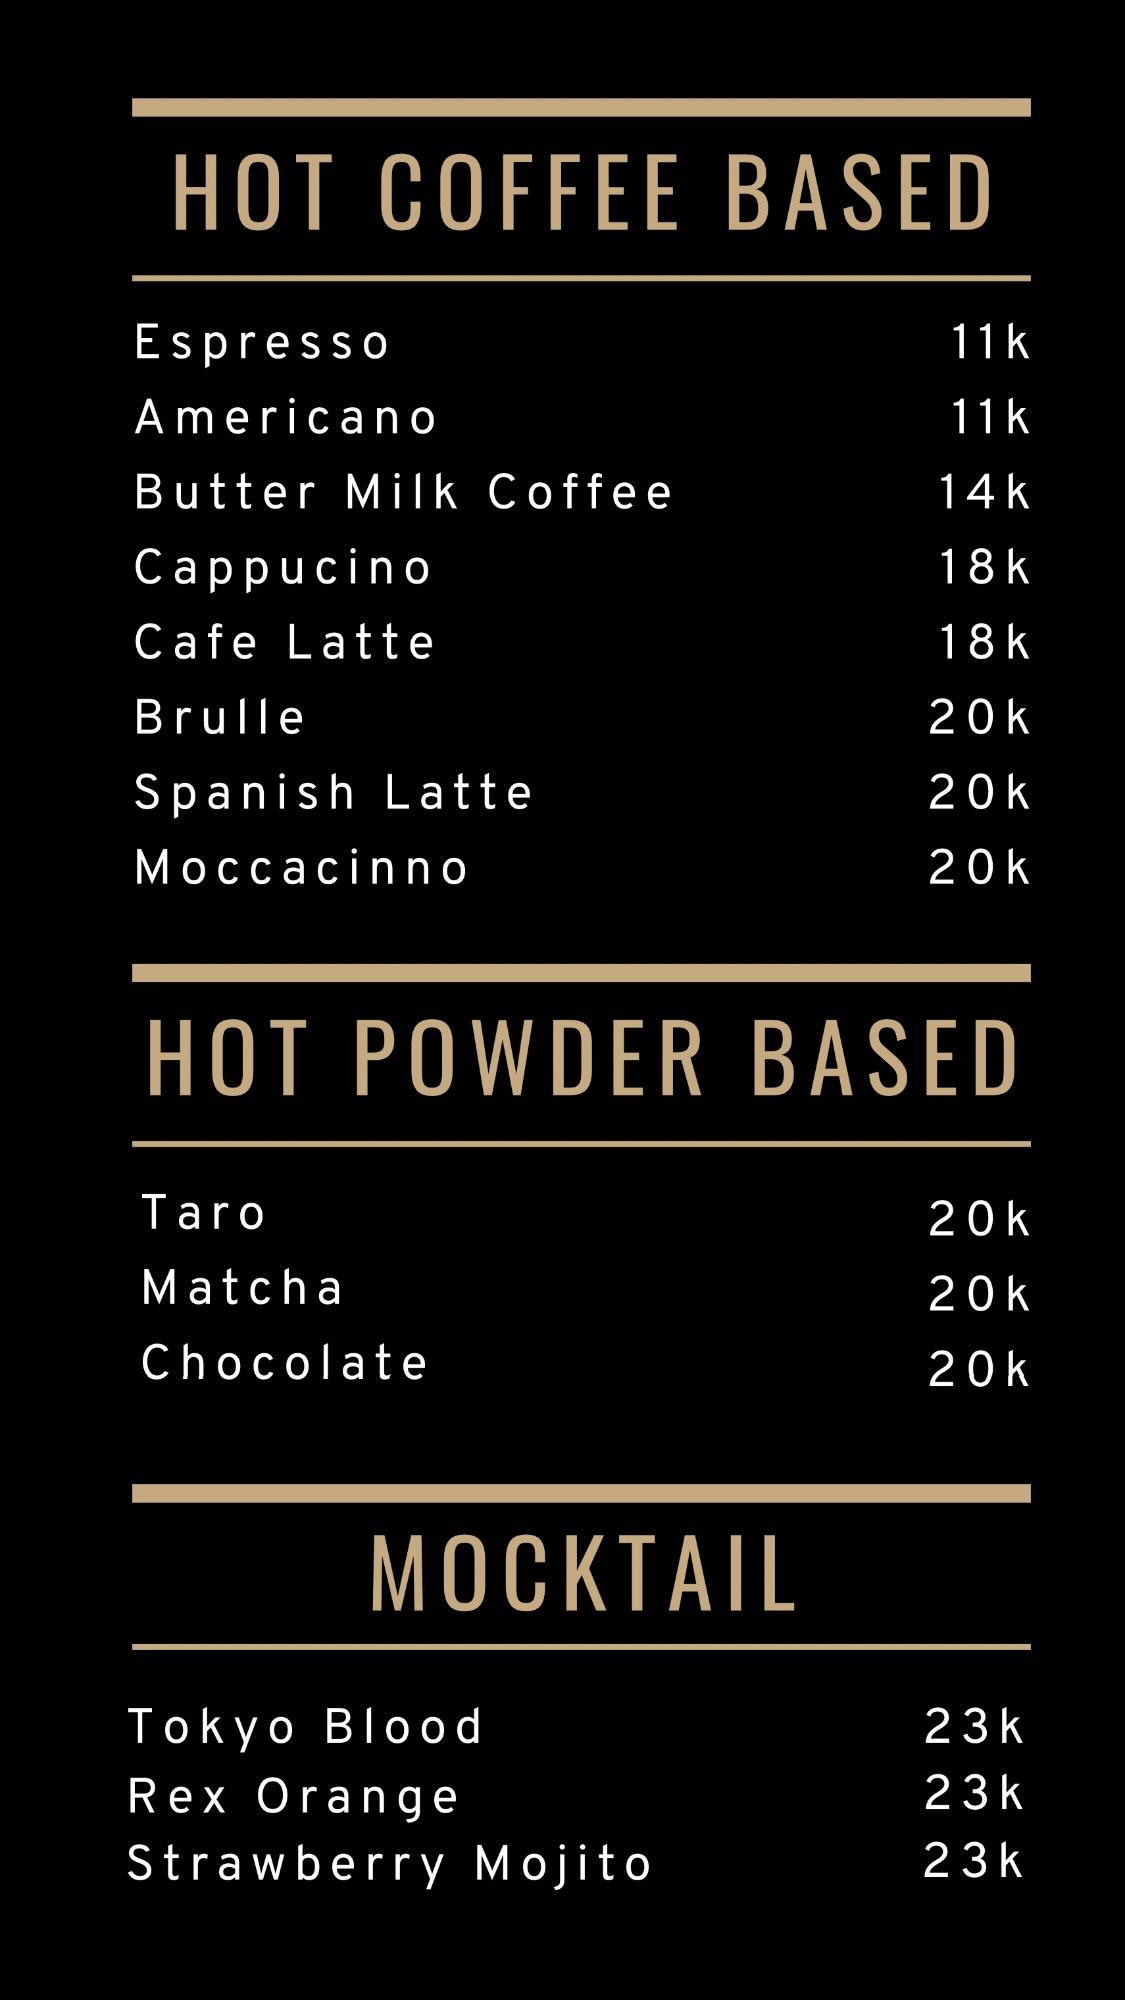 HOT COFFEE BASED
Espresso 11k
Americano 11k
Butter Milk Coffee 14k
Cappucino 18k
Cafe Latte 18k
Brulle 20k
Spanish Latte 20k
Moccacinno 20k
HOT POWDER BASED
Taro 20k
Matcha 20k
Chocolate 20k
MOCKTAIL
Tokyo Blood 23k
Rex Orange 23k
Strawberry Mojito 23k